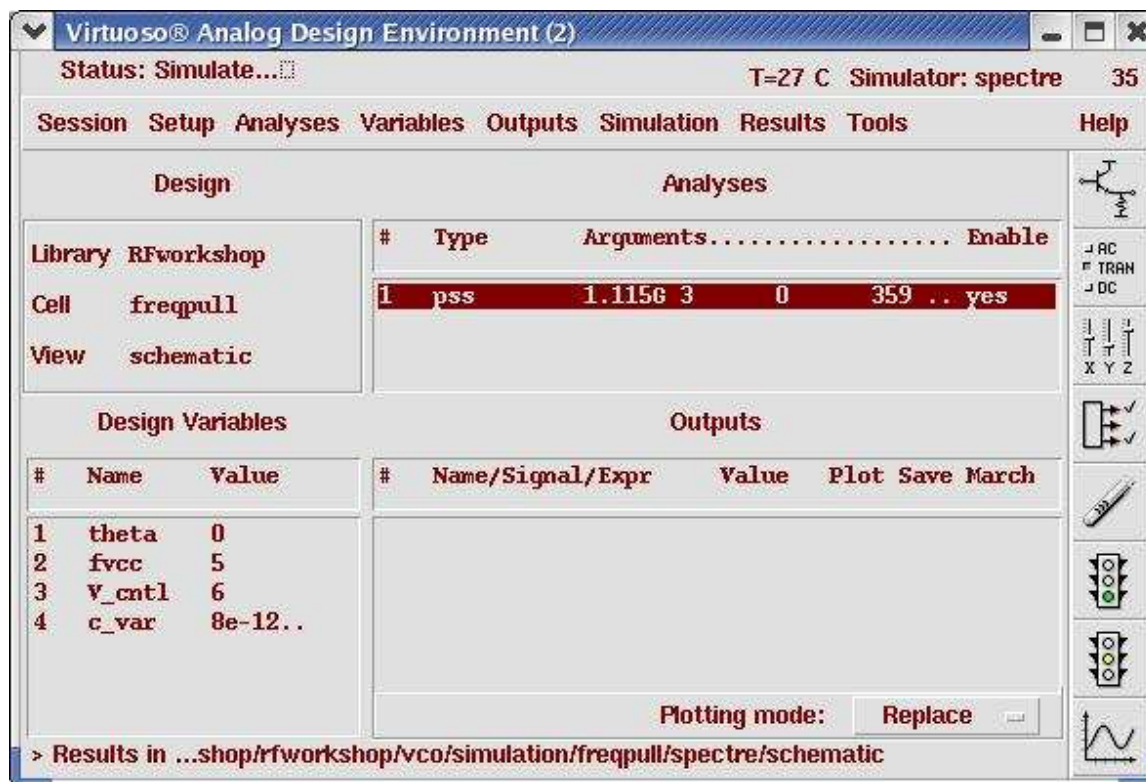 Virtuoso® Analog Design Environment (2)
Status: Simulate... T=27 C Simulator: spectre 35
Session Setup Analyses Variables Outputs Simulation Results Tools Help
Design
Analyses
Library RFworkshop
Cell freqpull
View schematic
# Type Arguments.................. Enable
1 pss 1.115G 3 0 359 .. yes
Design Variables
Outputs
# Name Value
# Name/Signal/Expr Value Plot Save March
1 theta 0
2 fvcc 5
3 V_cntl 6
4 c_var 8e-12..
Plotting mode: Replace
> Results in ...shop/rfworkshop/vco/simulation/freqpull/spectre/schematic
AC
TRAN
DC
X Y Z